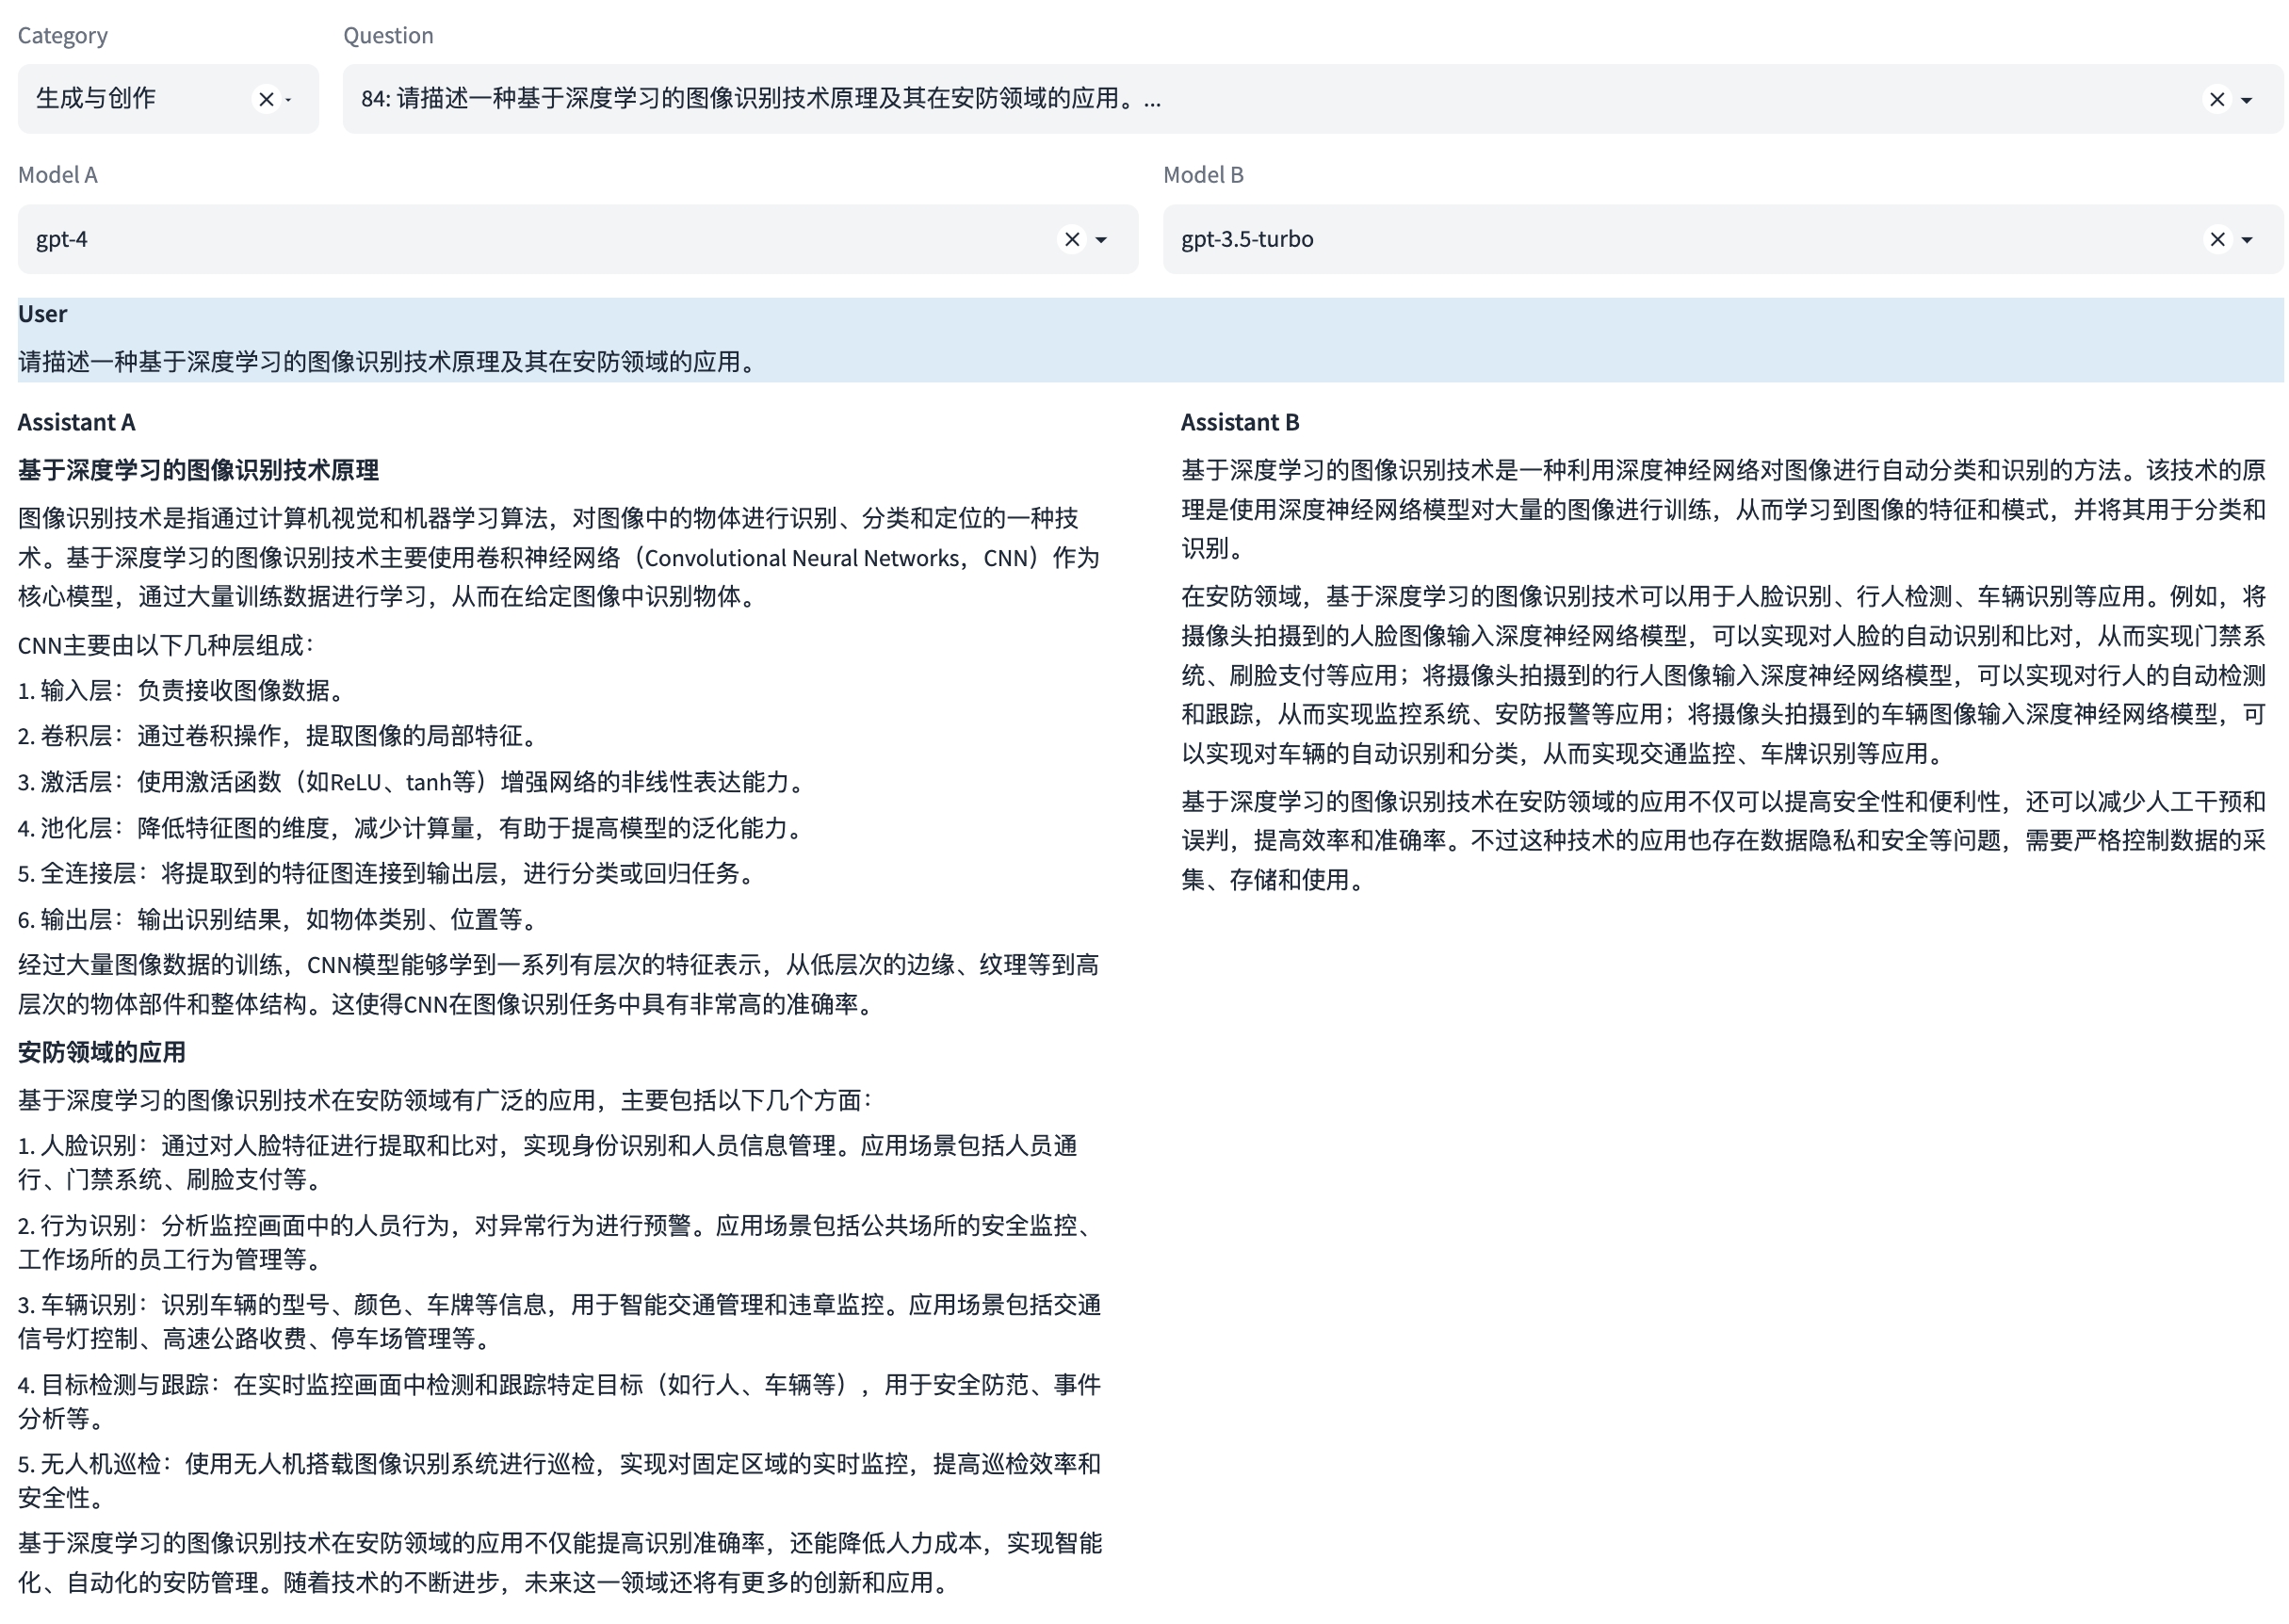 Category
Question
生成与创作
84: 请描述一种基于深度学习的图像识别技术原理及其在安防领域的应用。...
Model A
Model B
gpt-4
gpt-3.5-turbo
User
请描述一种基于深度学习的图像识别技术原理及其在安防领域的应用。
Assistant A
基于深度学习的图像识别技术原理
图像识别技术是指通过计算机视觉和机器学习算法，对图像中的物体进行识别、分类和定位的一种技
术。基于深度学习的图像识别技术主要使用卷积神经网络（Convolutional Neural Networks，CNN）作为
核心模型，通过大量训练数据进行学习，从而在给定图像中识别物体。
CNN主要由以下几种层组成：
1. 输入层：负责接收图像数据。
2. 卷积层：通过卷积操作，提取图像的局部特征。
3. 激活层：使用激活函数（如ReLU、tanh等）增强网络的非线性表达能力。
4. 池化层：降低特征图的维度，减少计算量，有助于提高模型的泛化能力。
5. 全连接层：将提取到的特征图连接到输出层，进行分类或回归任务。
6. 输出层：输出识别结果，如物体类别、位置等。
经过大量图像数据的训练，CNN模型能够学到一系列有层次的特征表示，从低层次的边缘、纹理等到高
层次的物体部件和整体结构。这使得CNN在图像识别任务中具有非常高的准确率。
安防领域的应用
基于深度学习的图像识别技术在安防领域有广泛的应用，主要包括以下几个方面：
1. 人脸识别：通过对人脸特征进行提取和比对，实现身份识别和人员信息管理。应用场景包括人员通
行、门禁系统、刷脸支付等。
2. 行为识别：分析监控画面中的人员行为，对异常行为进行预警。应用场景包括公共场所的安全监控、
工作场所的员工行为管理等。
3. 车辆识别：识别车辆的型号、颜色、车牌等信息，用于智能交通管理和违章监控。应用场景包括交通
信号灯控制、高速公路收费、停车场管理等。
4. 目标检测与跟踪：在实时监控画面中检测和跟踪特定目标（如行人、车辆等），用于安全防范、事件
分析等。
5. 无人机巡检：使用无人机搭载图像识别系统进行巡检，实现对固定区域的实时监控，提高巡检效率和
安全性。
基于深度学习的图像识别技术在安防领域的应用不仅能提高识别准确率，还能降低人力成本，实现智能
化、自动化的安防管理。随着技术的不断进步，未来这一领域还将有更多的创新和应用。
Assistant B
基于深度学习的图像识别技术是一种利用深度神经网络对图像进行自动分类和识别的方法。该技术的原
理是使用深度神经网络模型对大量的图像进行训练，从而学习到图像的特征和模式，并将其用于分类和
识别。
在安防领域，基于深度学习的图像识别技术可以用于人脸识别、行人检测、车辆识别等应用。例如，将
摄像头拍摄到的人脸图像输入深度神经网络模型，可以实现对人脸的自动识别和比对，从而实现门禁系
统、刷脸支付等应用；将摄像头拍摄到的行人图像输入深度神经网络模型，可以实现对行人的自动检测
和跟踪，从而实现监控系统、安防报警等应用；将摄像头拍摄到的车辆图像输入深度神经网络模型，可
以实现对车辆的自动识别和分类，从而实现交通监控、车牌识别等应用。
基于深度学习的图像识别技术在安防领域的应用不仅可以提高安全性和便利性，还可以减少人工干预和
误判，提高效率和准确率。不过这种技术的应用也存在数据隐私和安全等问题，需要严格控制数据的采
集、存储和使用。